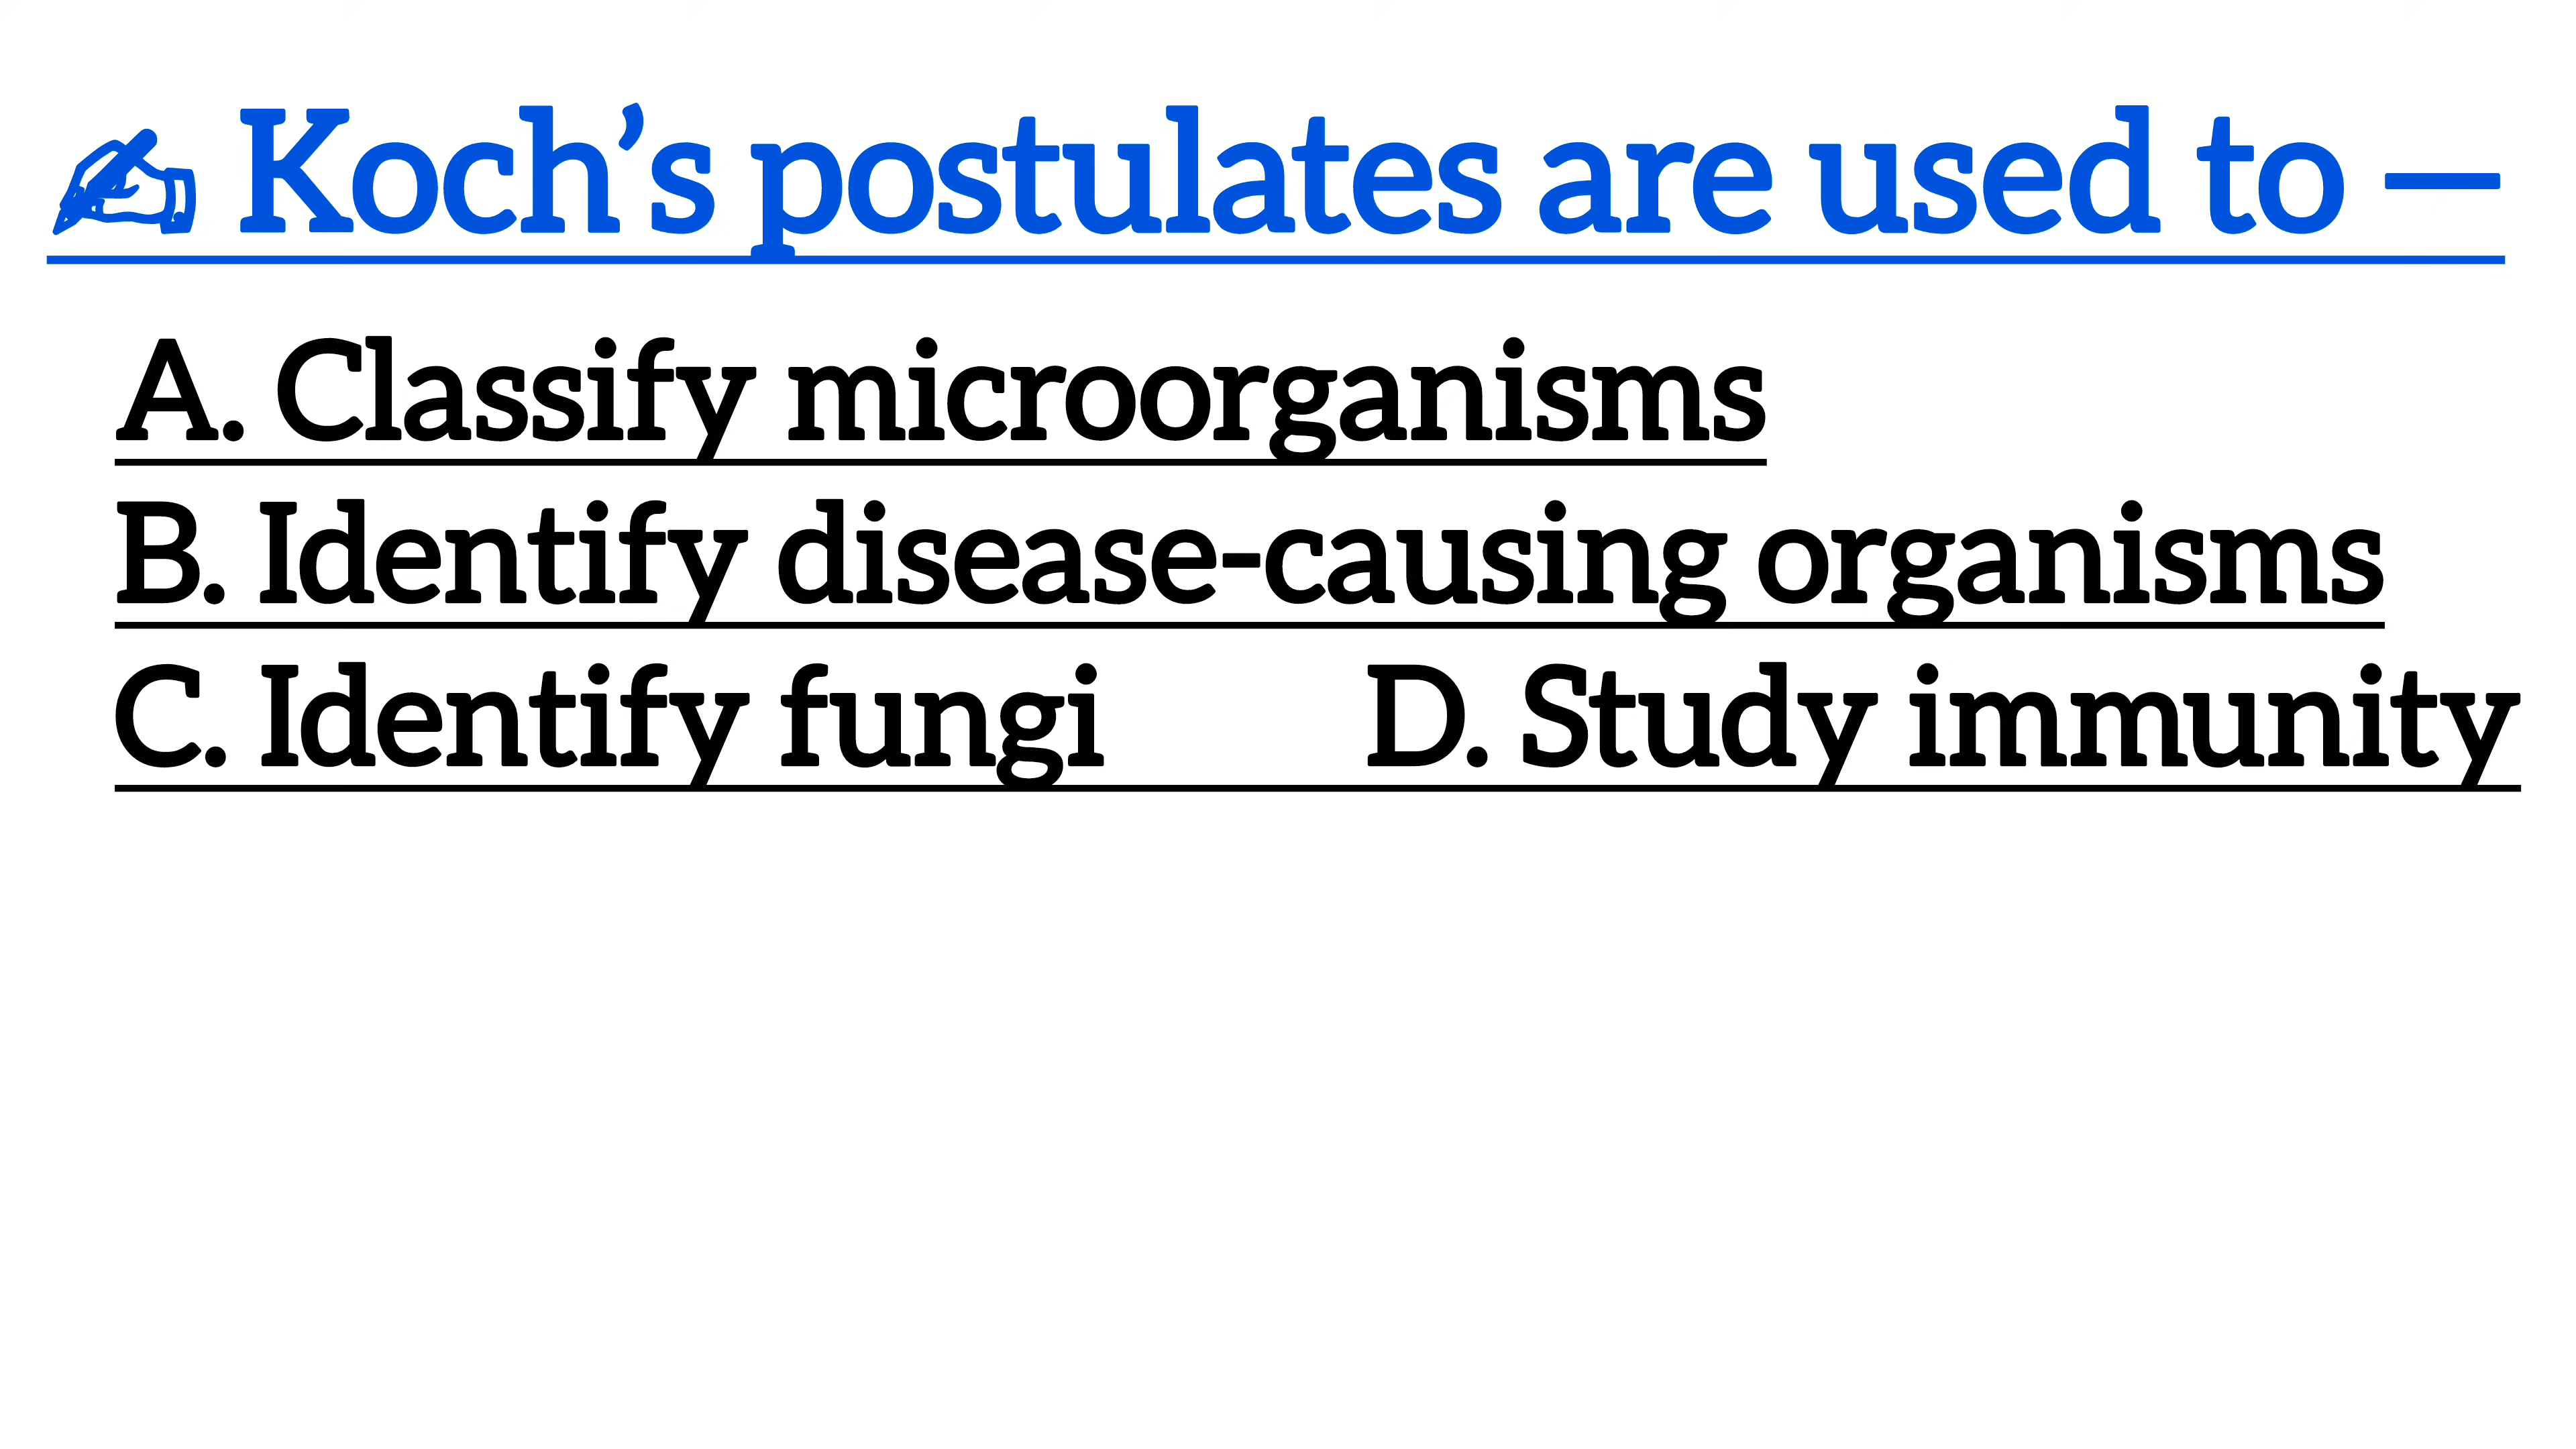 ✍ Koch’s postulates are used to —
A. Classify microorganisms
B. Identify disease-causing organisms
C. Identify fungi D. Study immunity